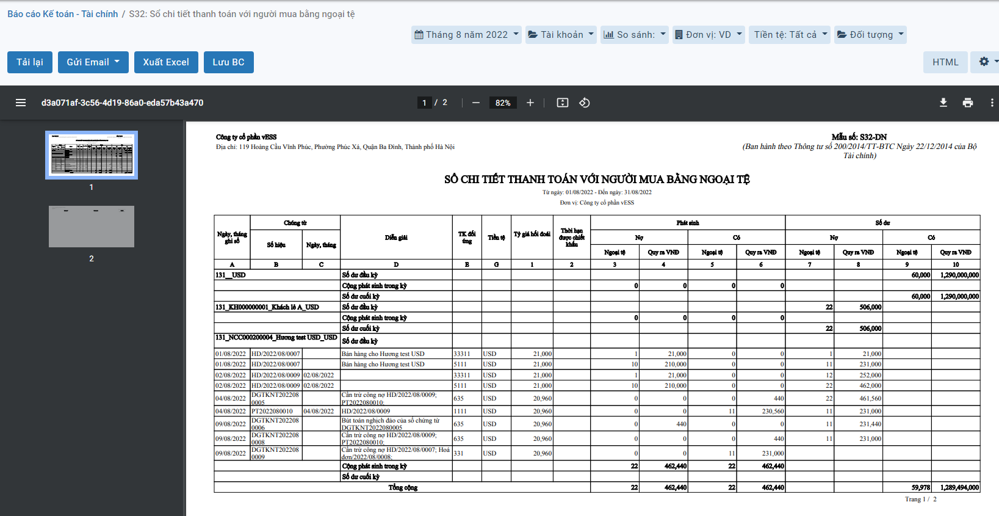 Báo cáo Kế toán - Tài chính / S32: Sổ chi tiết thanh toán với người mua bằng ngoại tệ
Tháng 8 năm 2022 Tài khoản So sánh: Đơn vị: VD Tiền tệ: Tất cả Đối tượng
Tải lại Gửi Email Xuất Excel Lưu BC HTML
d3a071af-3c56-4d19-86a0-eda57b43a470 1 / 2 82%
1
2
Công ty cổ phần vESS
Địa chỉ: 119 Hoàng Cầu Vĩnh Phúc, Phường Phúc Xá, Quận Ba Đình, Thành phố Hà Nội
Mẫu số: S32-DN
(Ban hành theo Thông tư số 200/2014/TT-BTC Ngày 22/12/2014 của Bộ
Tài chính)
SỔ CHI TIẾT THANH TOÁN VỚI NGƯỜI MUA BẰNG NGOẠI TỆ
Từ ngày: 01/08/2022 - Đến ngày: 31/08/2022
Đơn vị: Công ty cổ phần vESS
Ngày, tháng ghi sổ Chứng từ Diễn giải TK đối ứng Tiền tệ Tỷ giá hối đoái Thời hạn được chiết khấu Phát sinh Số dư
Số hiệu Ngày, tháng Nợ Có Nợ Có
Ngoại tệ Quy ra VNĐ Ngoại tệ Quy ra VNĐ Ngoại tệ Quy ra VNĐ Ngoại tệ Quy ra VNĐ
A B C D E G 1 2 3 4 5 6 7 8 9 10
131__USD Số dư đầu kỳ 60,000 1,290,000,000
Cộng phát sinh trong kỳ 0 0 0 0
Số dư cuối kỳ 60,000 1,290,000,000
131_KH000000001_Khách lẻ A_USD Số dư đầu kỳ 22 506,000
Cộng phát sinh trong kỳ 0 0 0 0
Số dư cuối kỳ 22 506,000
131_NCC000200004_Hương test USD_USD Số dư đầu kỳ
01/08/2022 HD/2022/08/0007 Bán hàng cho Hương test USD 33311 USD 21,000 1 21,000 0 0 1 21,000
01/08/2022 HD/2022/08/0007 Bán hàng cho Hương test USD 5111 USD 21,000 10 210,000 0 0 11 231,000
02/08/2022 HD/2022/08/0009 02/08/2022 33311 USD 21,000 1 21,000 0 0 12 252,000
02/08/2022 HD/2022/08/0009 02/08/2022 5111 USD 21,000 10 210,000 0 0 22 462,000
04/08/2022 DGTKNT2022080005 Cấn trừ công nợ HD/2022/08/0009; PT2022080010; 635 USD 20,960 0 0 0 440 22 461,560
04/08/2022 PT2022080010 04/08/2022 HD/2022/08/0009 1111 USD 20,960 0 0 11 230,560 11 231,000
09/08/2022 DGTKNT2022080006 Bút toán nghịch đảo của số chứng từ DGTKNT2022080005 635 USD 20,960 0 440 0 0 11 231,440
09/08/2022 DGTKNT2022080008 Cấn trừ công nợ HD/2022/08/0009; PT2022080010; 635 USD 20,960 0 0 0 440 11 231,000
09/08/2022 DGTKNT2022080009 Cấn trừ công nợ HD/2022/08/0007; Hoá đơn/2022/08/0008; 331 USD 20,960 0 0 11 231,000
Cộng phát sinh trong kỳ 22 462,440 22 462,440
Số dư cuối kỳ
Tổng cộng 22 462,440 22 462,440 59,978 1,289,494,000
Trang 1 / 2